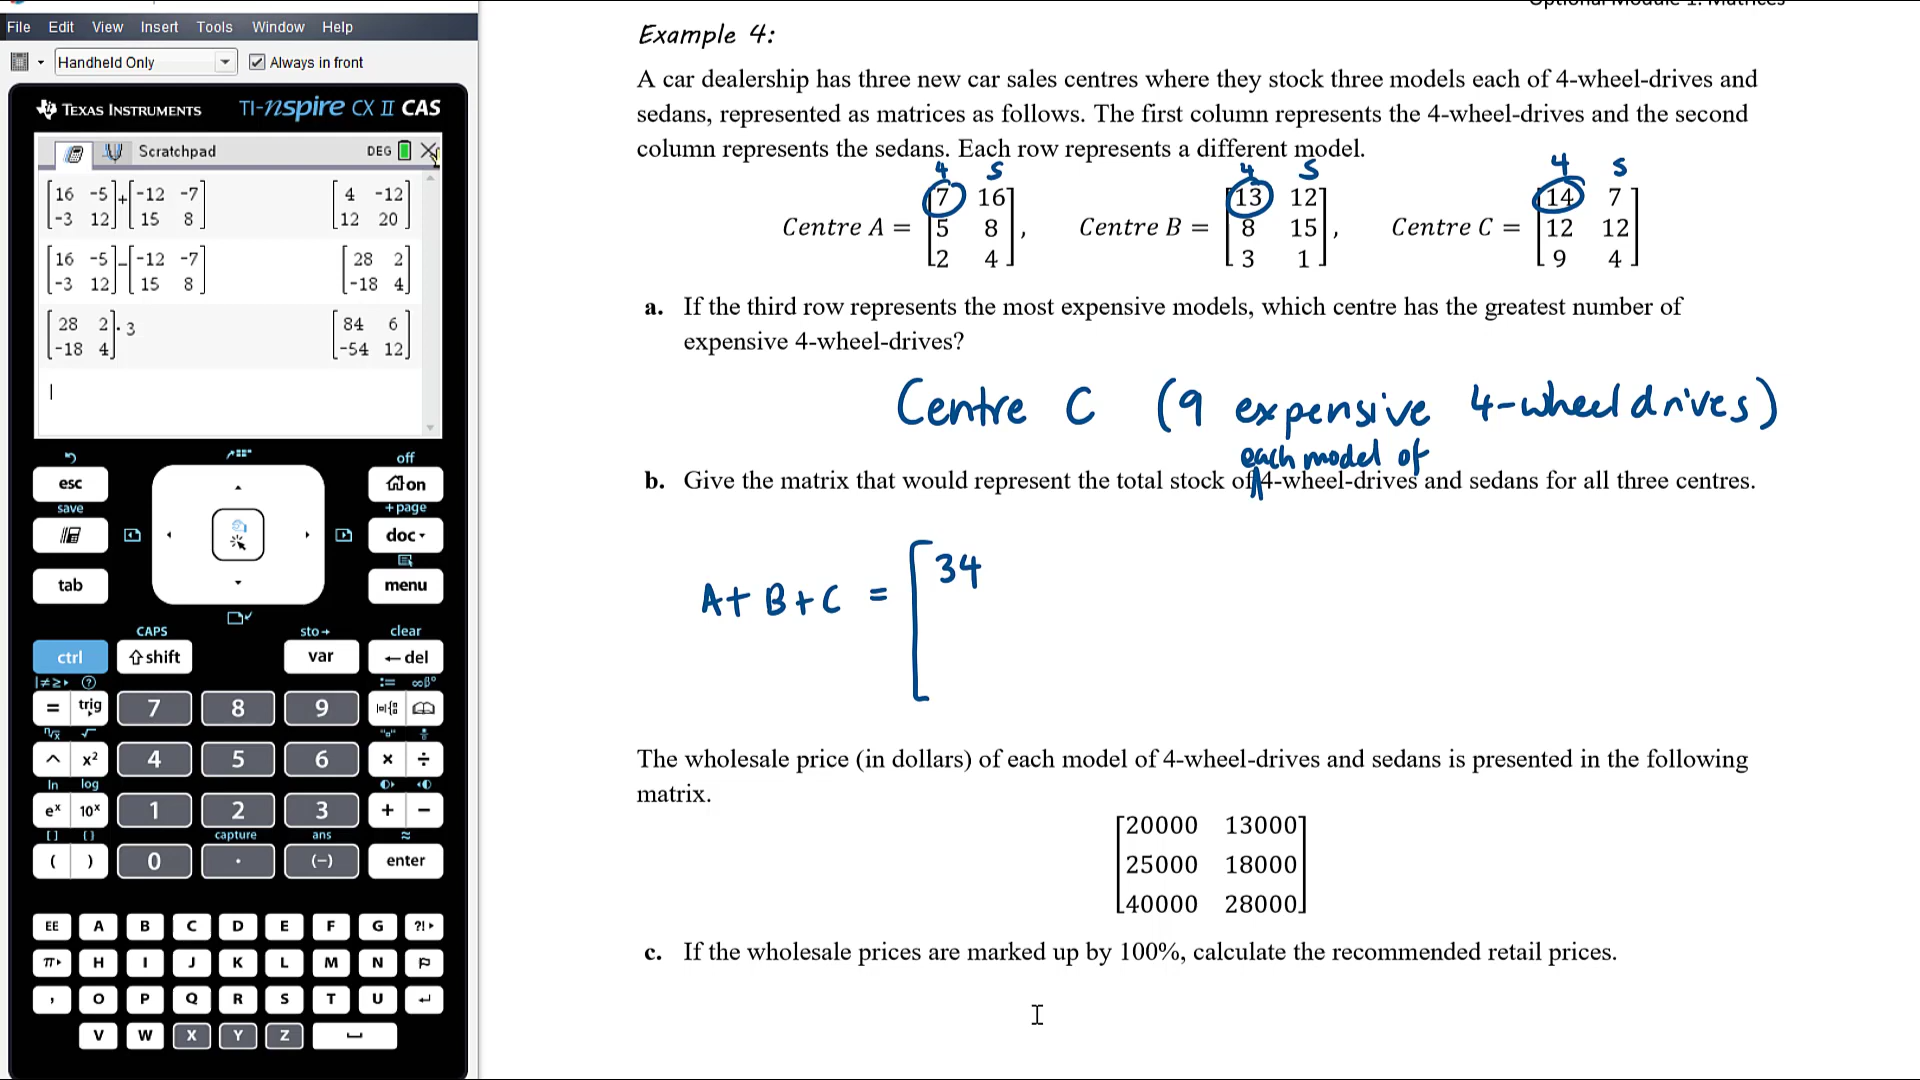 File Edit View Insert Tools Window Help
Handheld Only Always in front
TEXAS INSTRUMENTS TI-nspire CX II CAS
Scratchpad DEG
[16 -5; -3 12]+[-12 -7; 15 8] [4 -12; 12 20]
[16 -5; -3 12]-[-12 -7; 15 8] [28 2; -18 4]
[28 2; -18 4]·3 [84 6; -54 12]
off
esc on
save +page
doc
tab menu
CAPS sto→ clear
ctrl shift var ←del
|≠≥▸ ? := ∞β°
= trig 7 8 9
ⁿ√x √
^ x² 4 5 6 × ÷
ln log
eˣ 10ˣ 1 2 3 + −
[ ] { } capture ans ≈
( ) 0 . (−) enter
EE A B C D E F G ?!▸
π▸ H I J K L M N
, O P Q R S T U ↵
V W X Y Z
Optional Module 1: Matrices
Example 4:
A car dealership has three new car sales centres where they stock three models each of 4-wheel-drives and
sedans, represented as matrices as follows. The first column represents the 4-wheel-drives and the second
column represents the sedans. Each row represents a different model.
4 S 4 S 4 S
Centre A = [7 16; 5 8; 2 4], Centre B = [13 12; 8 15; 3 1], Centre C = [14 7; 12 12; 9 4]
a. If the third row represents the most expensive models, which centre has the greatest number of
expensive 4-wheel-drives?
Centre C (9 expensive 4-wheel drives)
each model of
b. Give the matrix that would represent the total stock of 4-wheel-drives and sedans for all three centres.
A+B+C = [34
The wholesale price (in dollars) of each model of 4-wheel-drives and sedans is presented in the following
matrix.
[20000 13000
25000 18000
40000 28000]
c. If the wholesale prices are marked up by 100%, calculate the recommended retail prices.